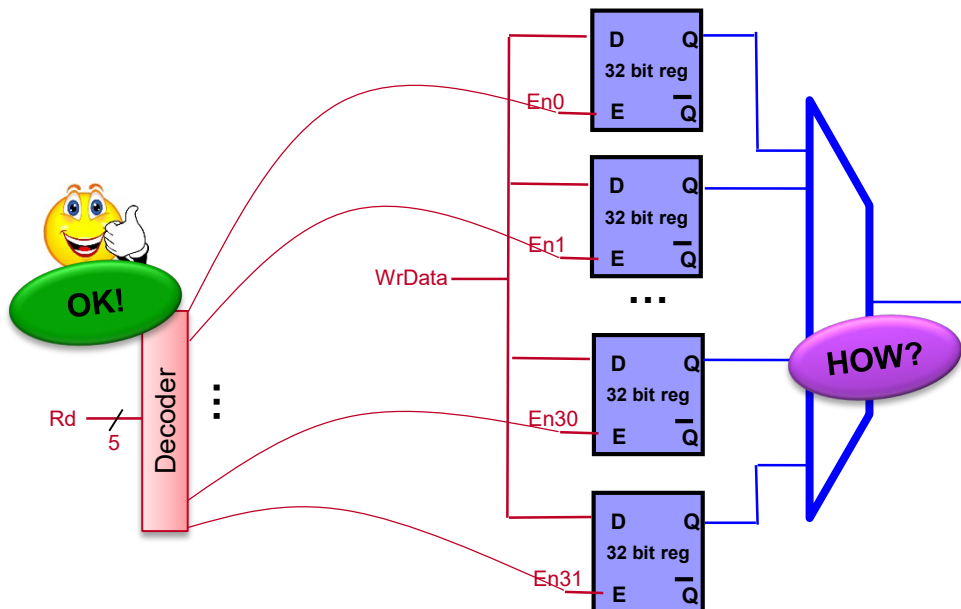 D Q
32 bit reg
En0
E Q
D Q
32 bit reg
En1
E Q
WrData
...
OK!
HOW?
Decoder
...
Rd
5
D Q
32 bit reg
En30
E Q
D Q
32 bit reg
En31
E Q